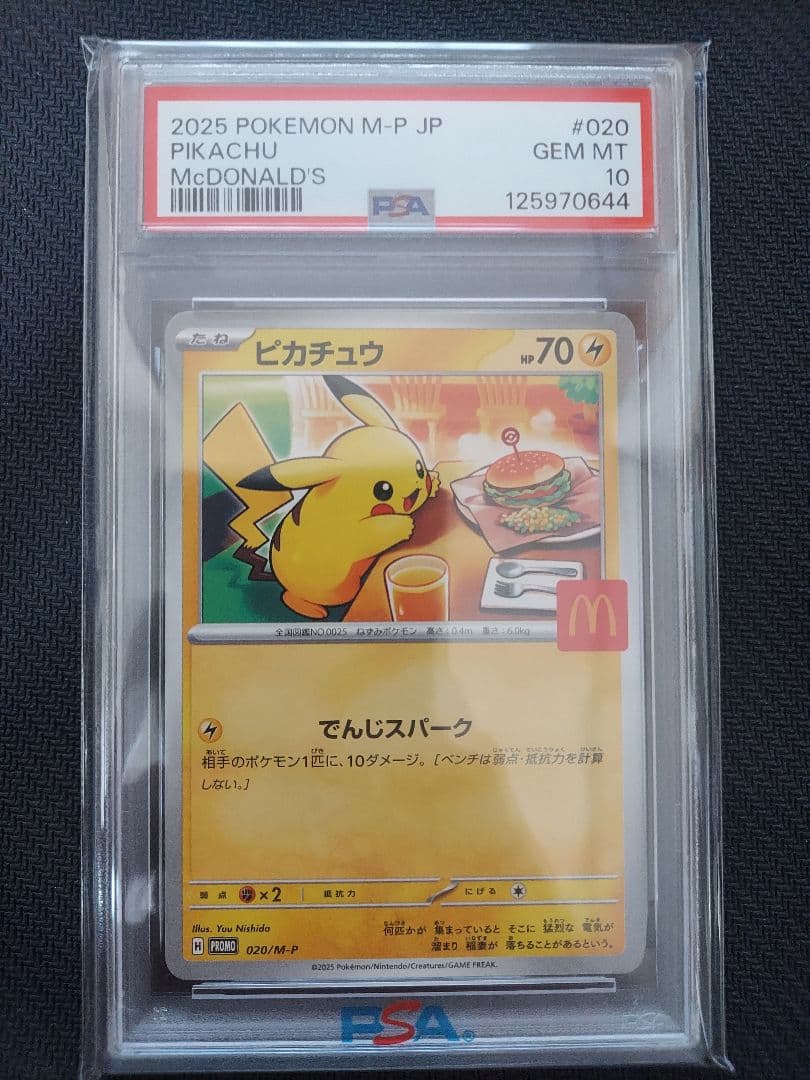 2025 POKEMON M-P JP #020
PIKACHU GEM MT
McDONALD'S 10
PSA 125970644
たね ピカチュウ HP 70
全国図鑑NO.0025 ねずみポケモン 高さ:0.4m 重さ:6.0kg
M
でんじスパーク
相手のポケモン1匹に、10ダメージ。[ベンチは弱点・抵抗力を計算
しない。]
弱点 ×2 抵抗力 にげる
Illus. Yuu Nishida
何匹かが 集まっていると そこに 猛烈な 電気が
溜まり 稲妻が 落ちることがあるという。
H PROMO 020/M-P
©2025 Pokémon/Nintendo/Creatures/GAME FREAK.
PSA®